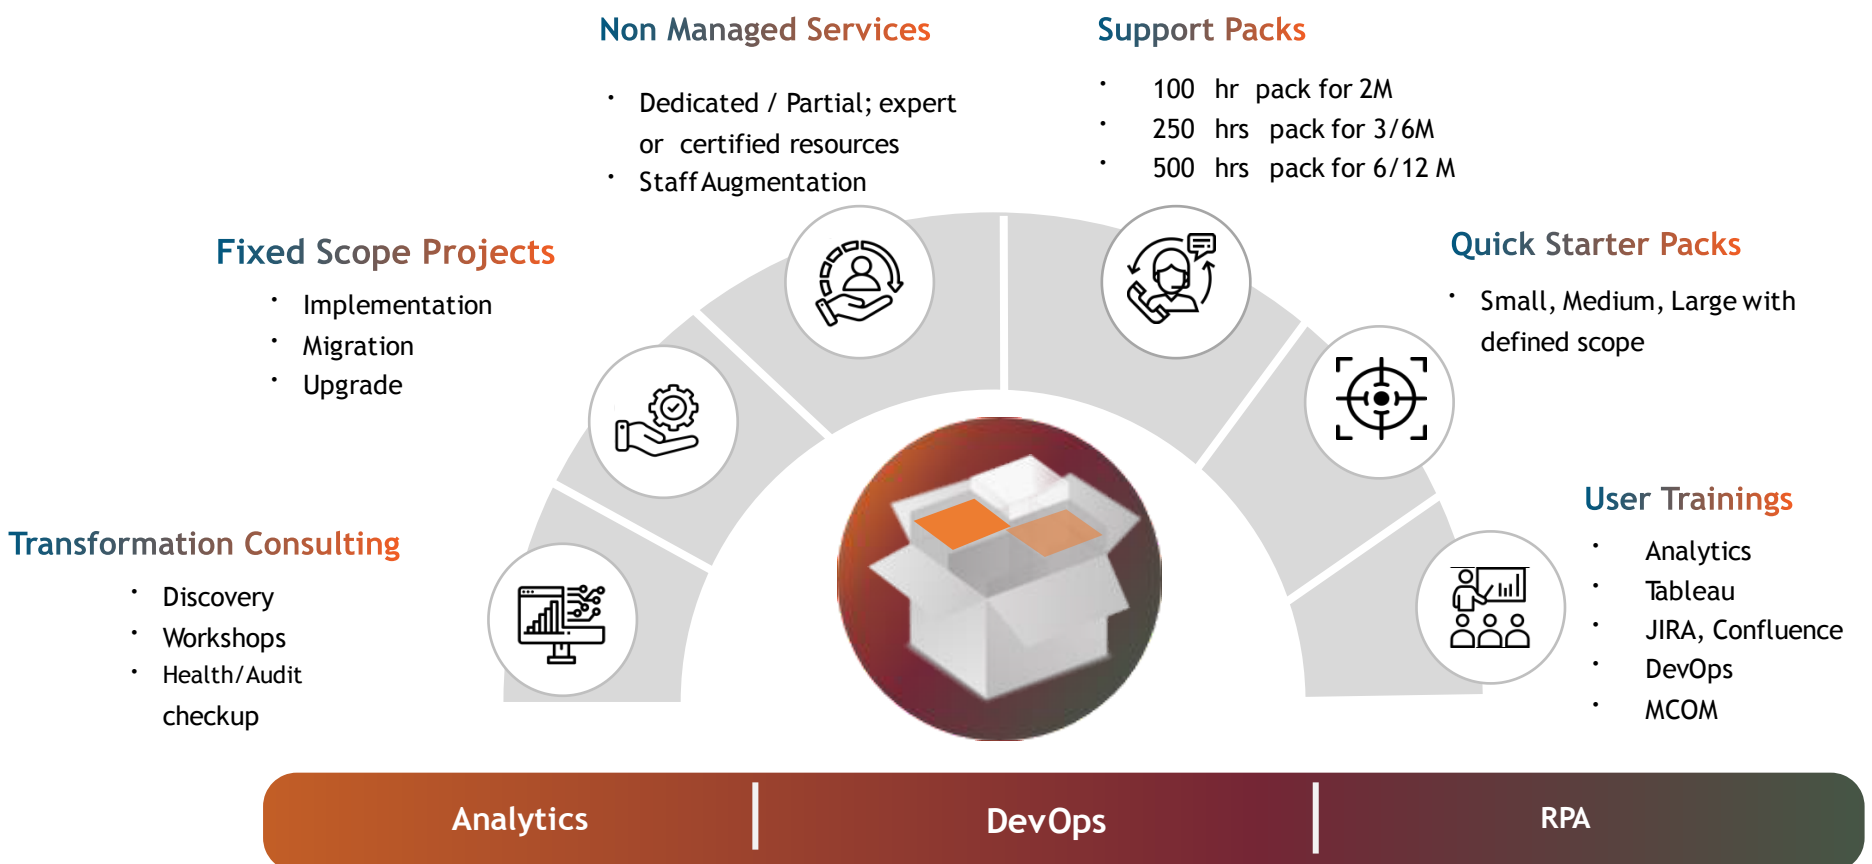 Non Managed Services
• Dedicated / Partial; expert
or certified resources
• Staff Augmentation
Support Packs
• 100 hr pack for 2M
• 250 hrs pack for 3/6M
• 500 hrs pack for 6/12 M
Fixed Scope Projects
• Implementation
• Migration
• Upgrade
Quick Starter Packs
• Small, Medium, Large with
defined scope
Transformation Consulting
• Discovery
• Workshops
• Health/Audit
checkup
User Trainings
• Analytics
• Tableau
• JIRA, Confluence
• DevOps
• MCOM
Analytics
DevOps
RPA